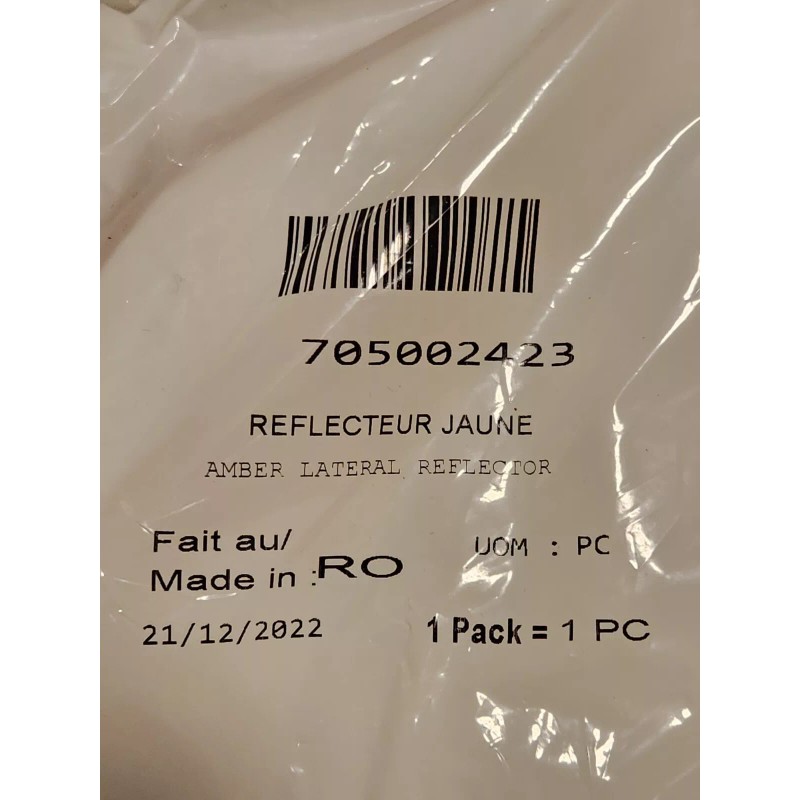 705002423
REFLECTEUR JAUNE
AMBER LATERAL REFLECTOR
Fait au/
Made in : RO
UOM : PC
21/12/2022
1 Pack = 1 PC